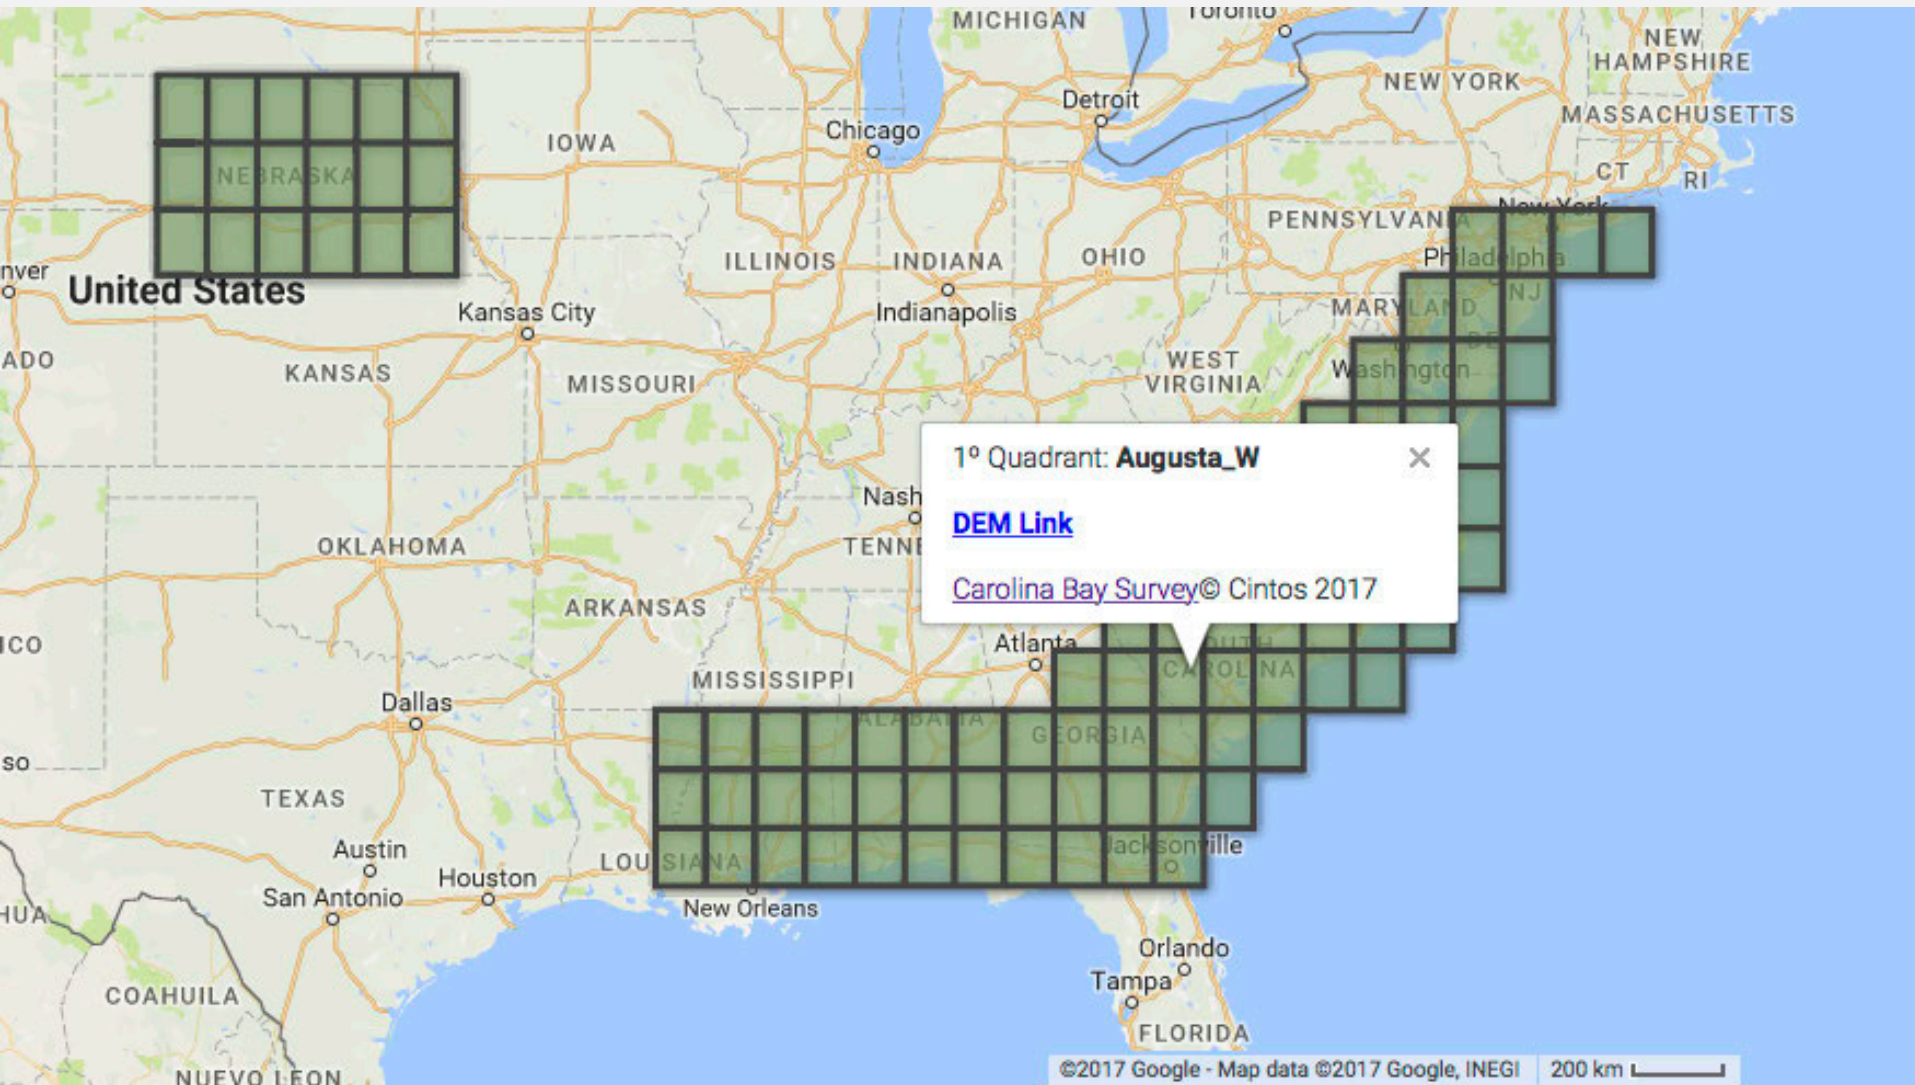 MICHIGAN
Toronto
NEW
HAMPSHIRE
NEW YORK
Detroit
MASSACHUSETTS
Chicago
IOWA
CT
RI
NEBRASKA
New York
PENNSYLVANIA
Philadelphia
ILLINOIS
INDIANA
OHIO
nver
United States
NJ
MARYLAND
Kansas City
Indianapolis
DE
ADO
KANSAS
MISSOURI
WEST
VIRGINIA
Washington
1º Quadrant: Augusta_W
×
Nash
DEM Link
OKLAHOMA
TENNE
Carolina Bay Survey© Cintos 2017
ARKANSAS
ICO
Atlanta
SOUTH
CAROLINA
MISSISSIPPI
Dallas
ALABAMA
GEORGIA
so
TEXAS
Jacksonville
Austin
LOUISIANA
Houston
San Antonio
New Orleans
HUA
Orlando
Tampa
COAHUILA
FLORIDA
©2017 Google - Map data ©2017 Google, INEGI 200 km
NUEVO LEON